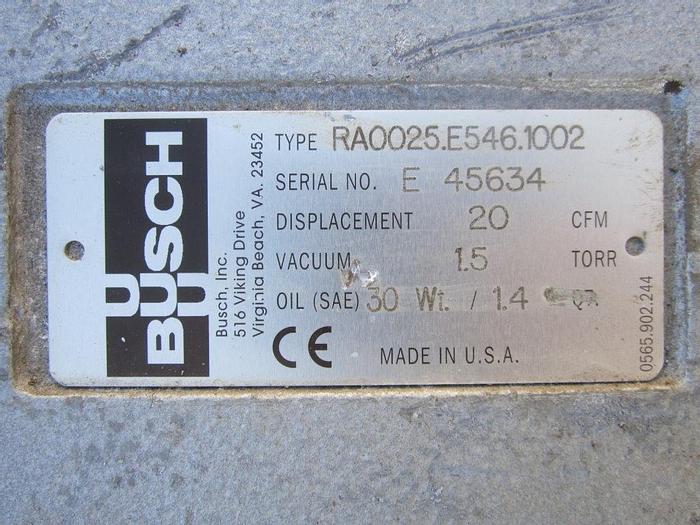 BUSCH
Busch, Inc.
516 Viking Drive
Virginia Beach, VA. 23452
TYPE RA0025.E546.1002
SERIAL NO. E 45634
DISPLACEMENT 20 CFM
VACUUM 1.5 TORR
OIL (SAE) 30 Wt. / 1.4
CE MADE IN U.S.A.
0565.902.244